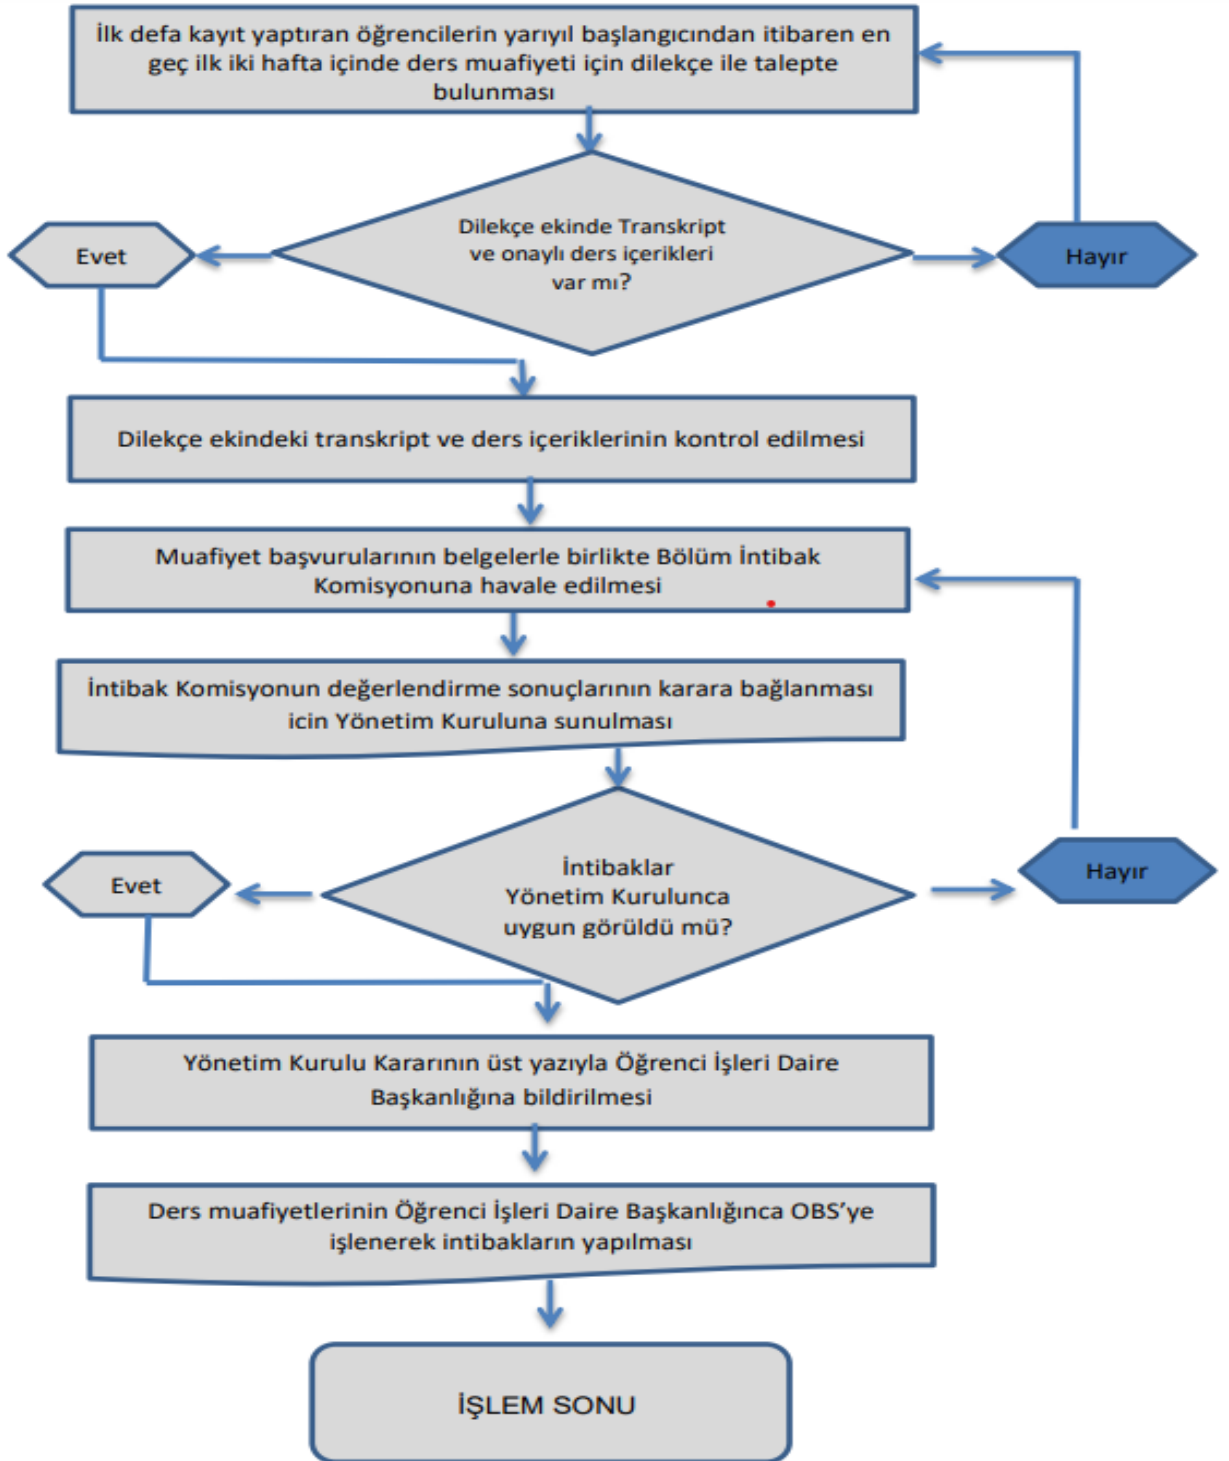 İlk defa kayıt yaptıran öğrencilerin yarıyıl başlangıcından itibaren en
geç ilk iki hafta içinde ders muafiyeti için dilekçe ile talepte
bulunması
Dilekçe ekinde Transkript
ve onaylı ders içerikleri
var mı?
Evet
Hayır
Dilekçe ekindeki transkript ve ders içeriklerinin kontrol edilmesi
Muafiyet başvurularının belgelerle birlikte Bölüm İntibak
Komisyonuna havale edilmesi
İntibak Komisyonun değerlendirme sonuçlarının karara bağlanması
icin Yönetim Kuruluna sunulması
İntibaklar
Yönetim Kurulunca
uygun görüldü mü?
Evet
Hayır
Yönetim Kurulu Kararının üst yazıyla Öğrenci İşleri Daire
Başkanlığına bildirilmesi
Ders muafiyetlerinin Öğrenci İşleri Daire Başkanlığınca OBS’ye
işlenerek intibakların yapılması
İŞLEM SONU